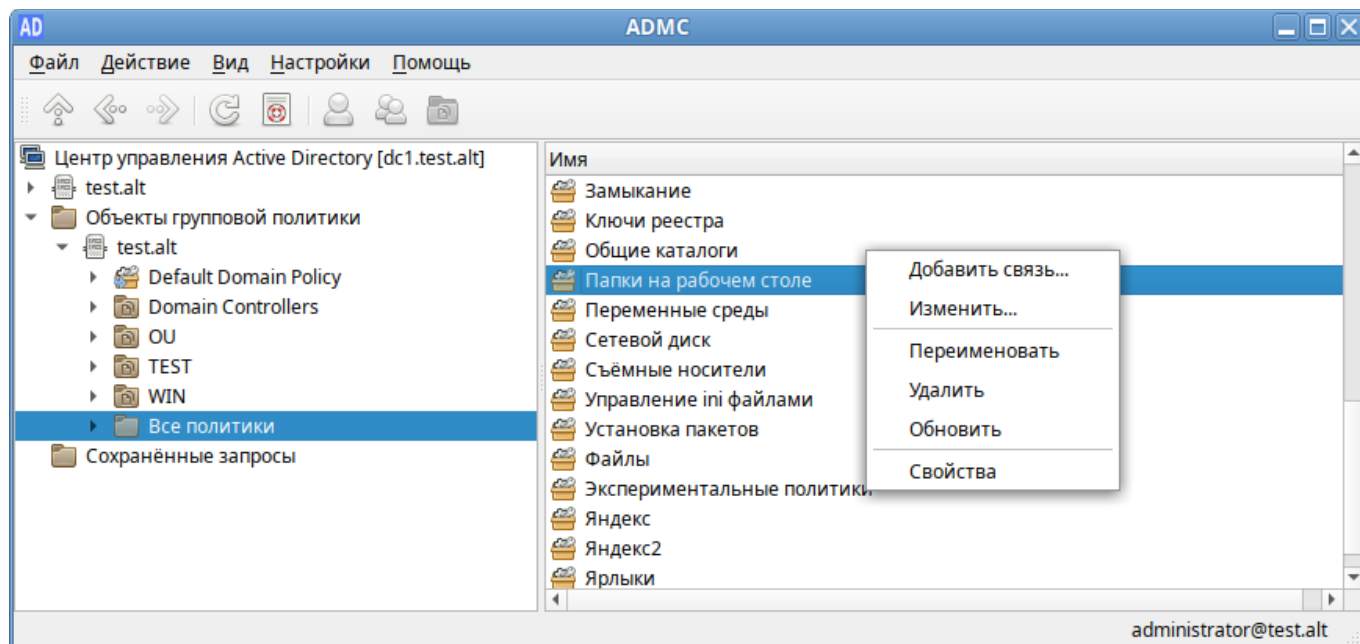 AD ADMC
Файл Действие Вид Настройки Помощь
Центр управления Active Directory [dc1.test.alt]
test.alt
Объекты групповой политики
test.alt
Default Domain Policy
Domain Controllers
OU
TEST
WIN
Все политики
Сохранённые запросы
Имя
Замыкание
Ключи реестра
Общие каталоги
Папки на рабочем столе
Переменные среды
Сетевой диск
Съёмные носители
Управление ini файлами
Установка пакетов
Файлы
Экспериментальные политики
Яндекс
Яндекс2
Ярлыки
Добавить связь...
Изменить...
Переименовать
Удалить
Обновить
Свойства
administrator@test.alt